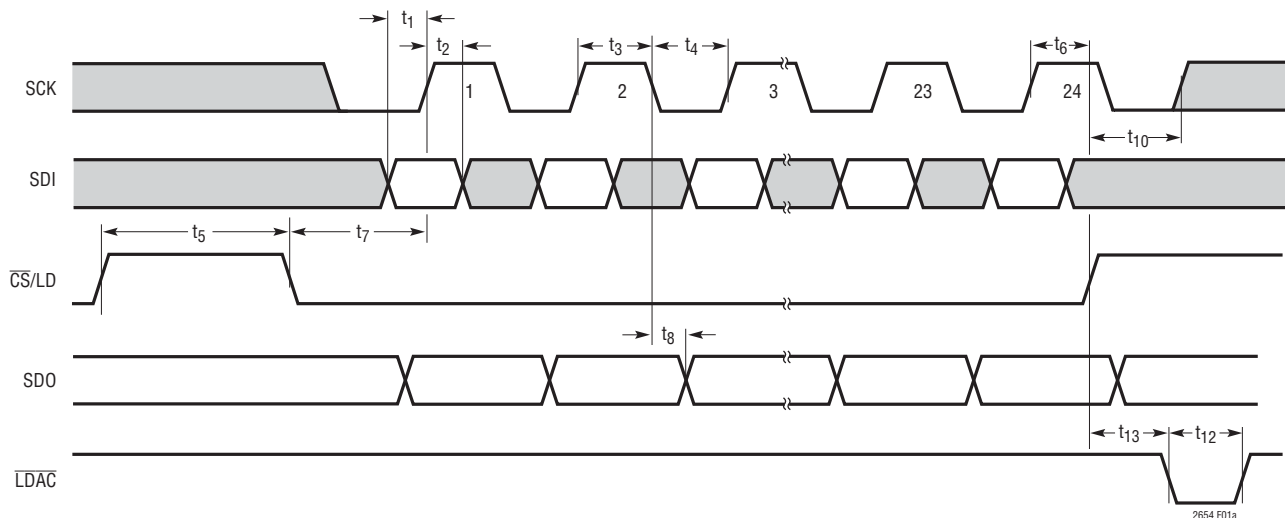 t1
t2 t3 t4 t6
SCK 1 2 3 23 24
t10
SDI
t5 t7
CS/LD
t8
SDO
t13 t12
LDAC
2654 F01a